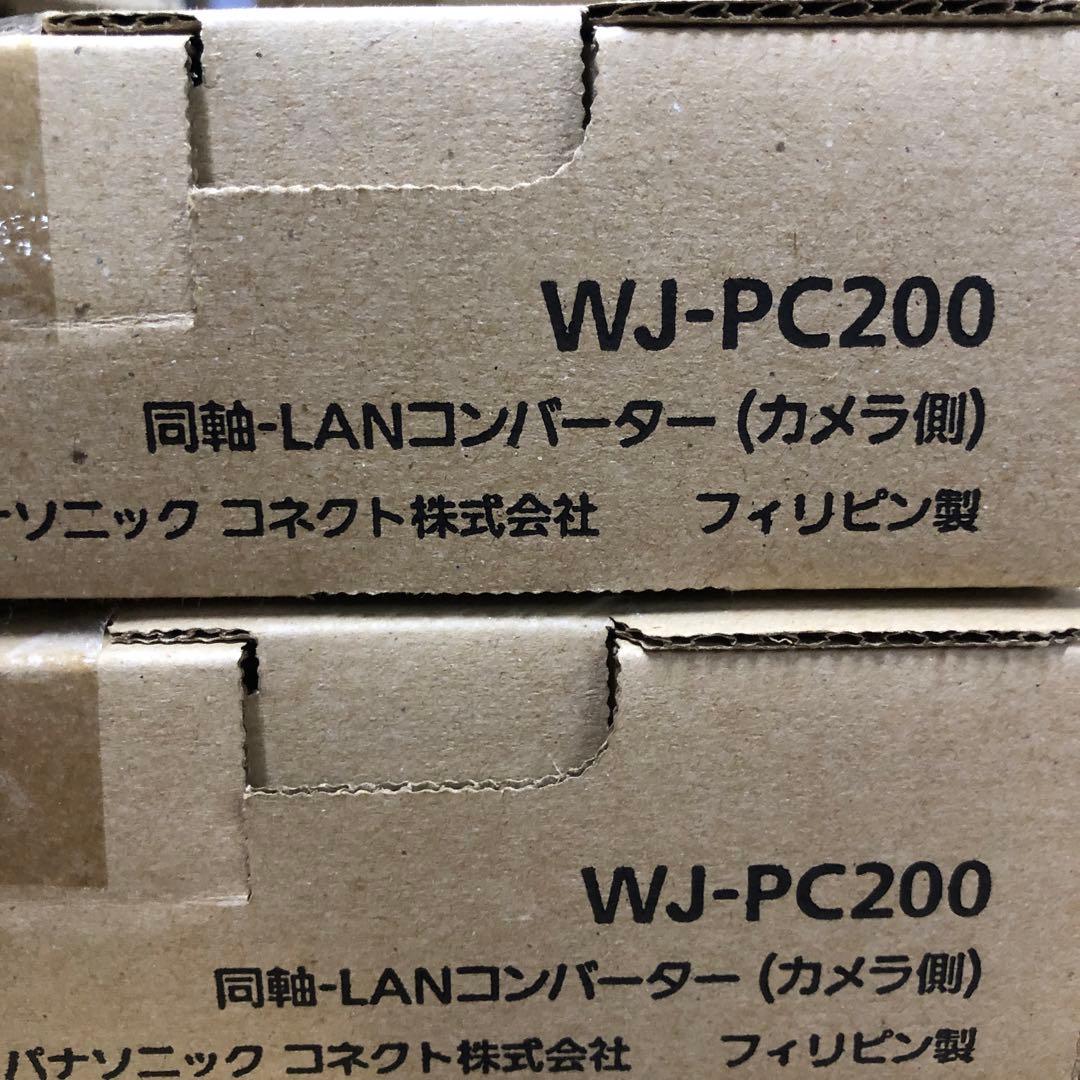 WJ-PC200
同軸-LANコンバーター (カメラ側)
ナソニック コネクト株式会社 フィリピン製
WJ-PC200
同軸-LANコンバーター (カメラ側)
パナソニック コネクト株式会社 フィリピン製